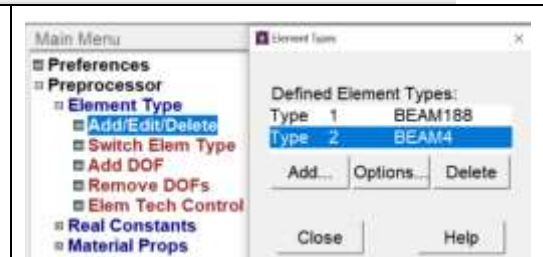 Main Menu
Preferences
Preprocessor
Element Type
Add/Edit/Delete
Switch Elem Type
Add DOF
Remove DOFs
Elem Tech Control
Real Constants
Material Props
Element Types
Defined Element Types:
Type 1 BEAM188
Type 2 BEAM4
Add... Options... Delete
Close Help